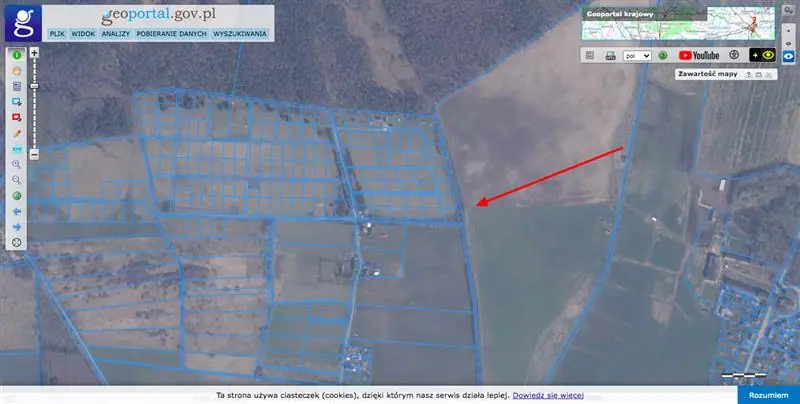 geoportal.gov.pl
PLIK WIDOK ANALIZY POBIERANIE DANYCH WYSZUKIWANIA
Geoportal krajowy
pol
YouTube
Zawartość mapy
XYZ
Ta strona używa ciasteczek (cookies), dzięki którym nasz serwis działa lepiej. Dowiedz się więcej
Rozumiem